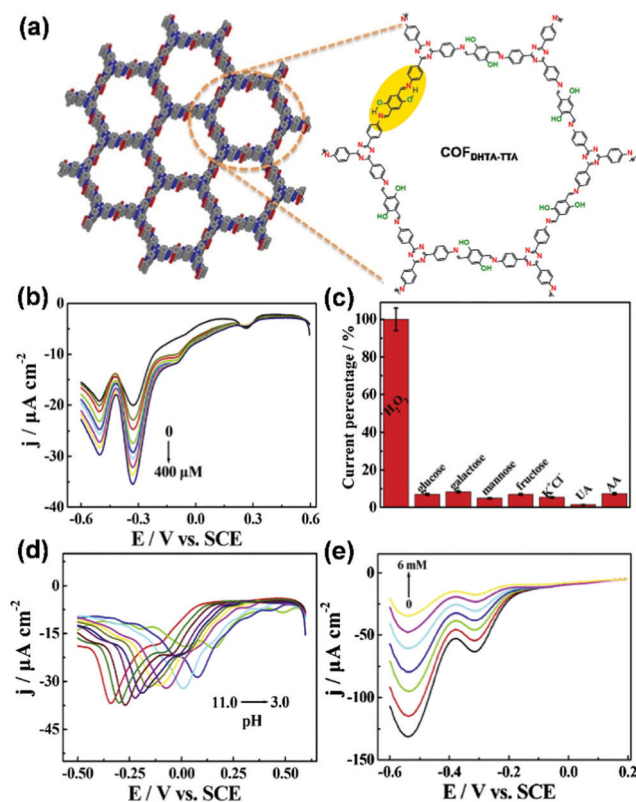 (a)
COF DHTA-TTA
HO
OH
N
H
O
(b)
j / μA cm-2
0
-10
-20
-30
-40
0
400 μM
-0.6 -0.3 0.0 0.3 0.6
E / V vs. SCE
(c)
Current percentage / %
100
80
60
40
20
0
H2O2
glucose
galactose
mannose
fructose
K+Cl-
UA
AA
(d)
j / μA cm-2
0
-15
-30
-45
11.0 3.0
pH
-0.50 -0.25 0.00 0.25 0.50
E / V vs. SCE
(e)
j / μA cm-2
0
-50
-100
-150
6 mM
0
-0.6 -0.4 -0.2 0.0 0.2
E / V vs. SCE